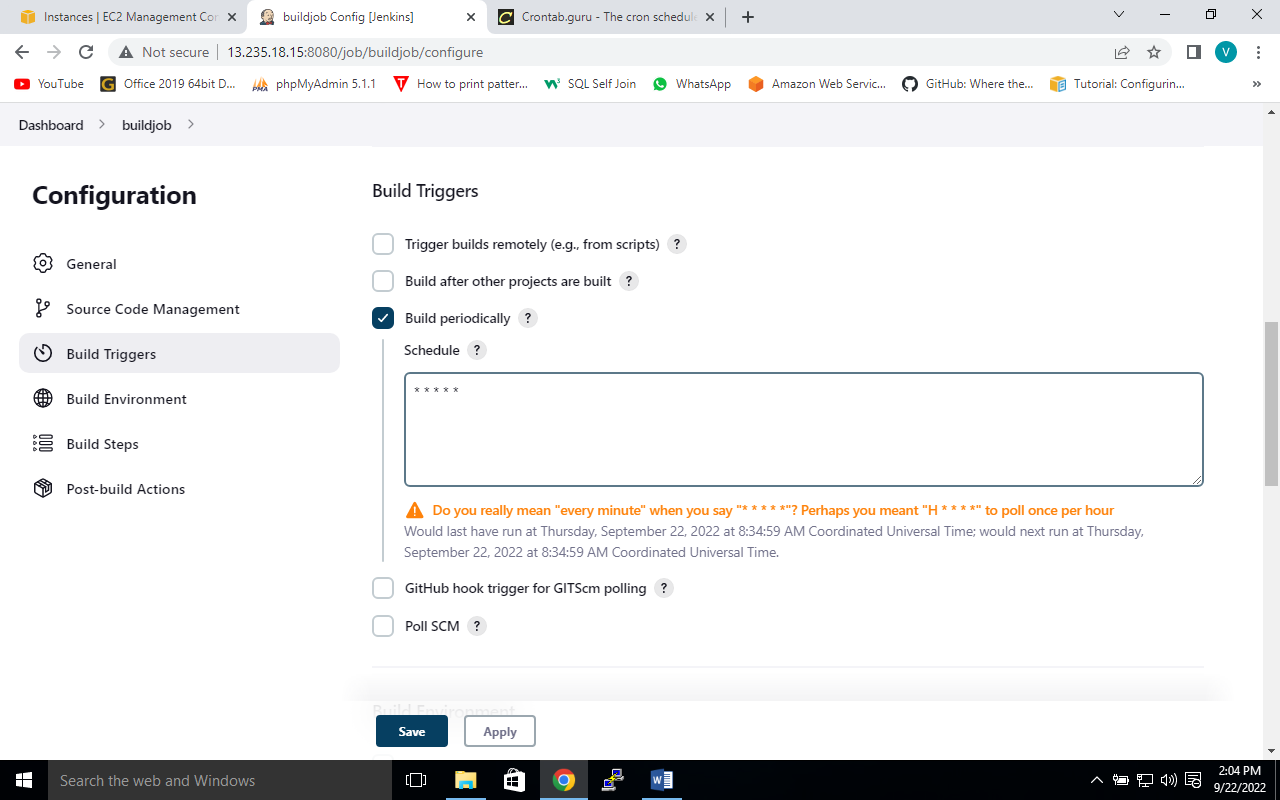 Instances | EC2 Management Con
buildjob Config [Jenkins]
Crontab.guru - The cron schedule
Not secure
13.235.18.15:8080/job/buildjob/configure
V
YouTube
Office 2019 64bit D...
phpMyAdmin 5.1.1
How to print patter...
SQL Self Join
WhatsApp
Amazon Web Servic...
GitHub: Where the...
Tutorial: Configurin...
»
Dashboard
buildjob
Configuration
General
Source Code Management
Build Triggers
Build Environment
Build Steps
Post-build Actions
Build Triggers
Trigger builds remotely (e.g., from scripts) ?
Build after other projects are built ?
Build periodically ?
Schedule ?
* * * * *
Do you really mean "every minute" when you say "* * * * *"? Perhaps you meant "H * * * *" to poll once per hour
Would last have run at Thursday, September 22, 2022 at 8:34:59 AM Coordinated Universal Time; would next run at Thursday,
September 22, 2022 at 8:34:59 AM Coordinated Universal Time.
GitHub hook trigger for GITScm polling ?
Poll SCM ?
Build Environment
Save
Apply
Search the web and Windows
2:04 PM
9/22/2022